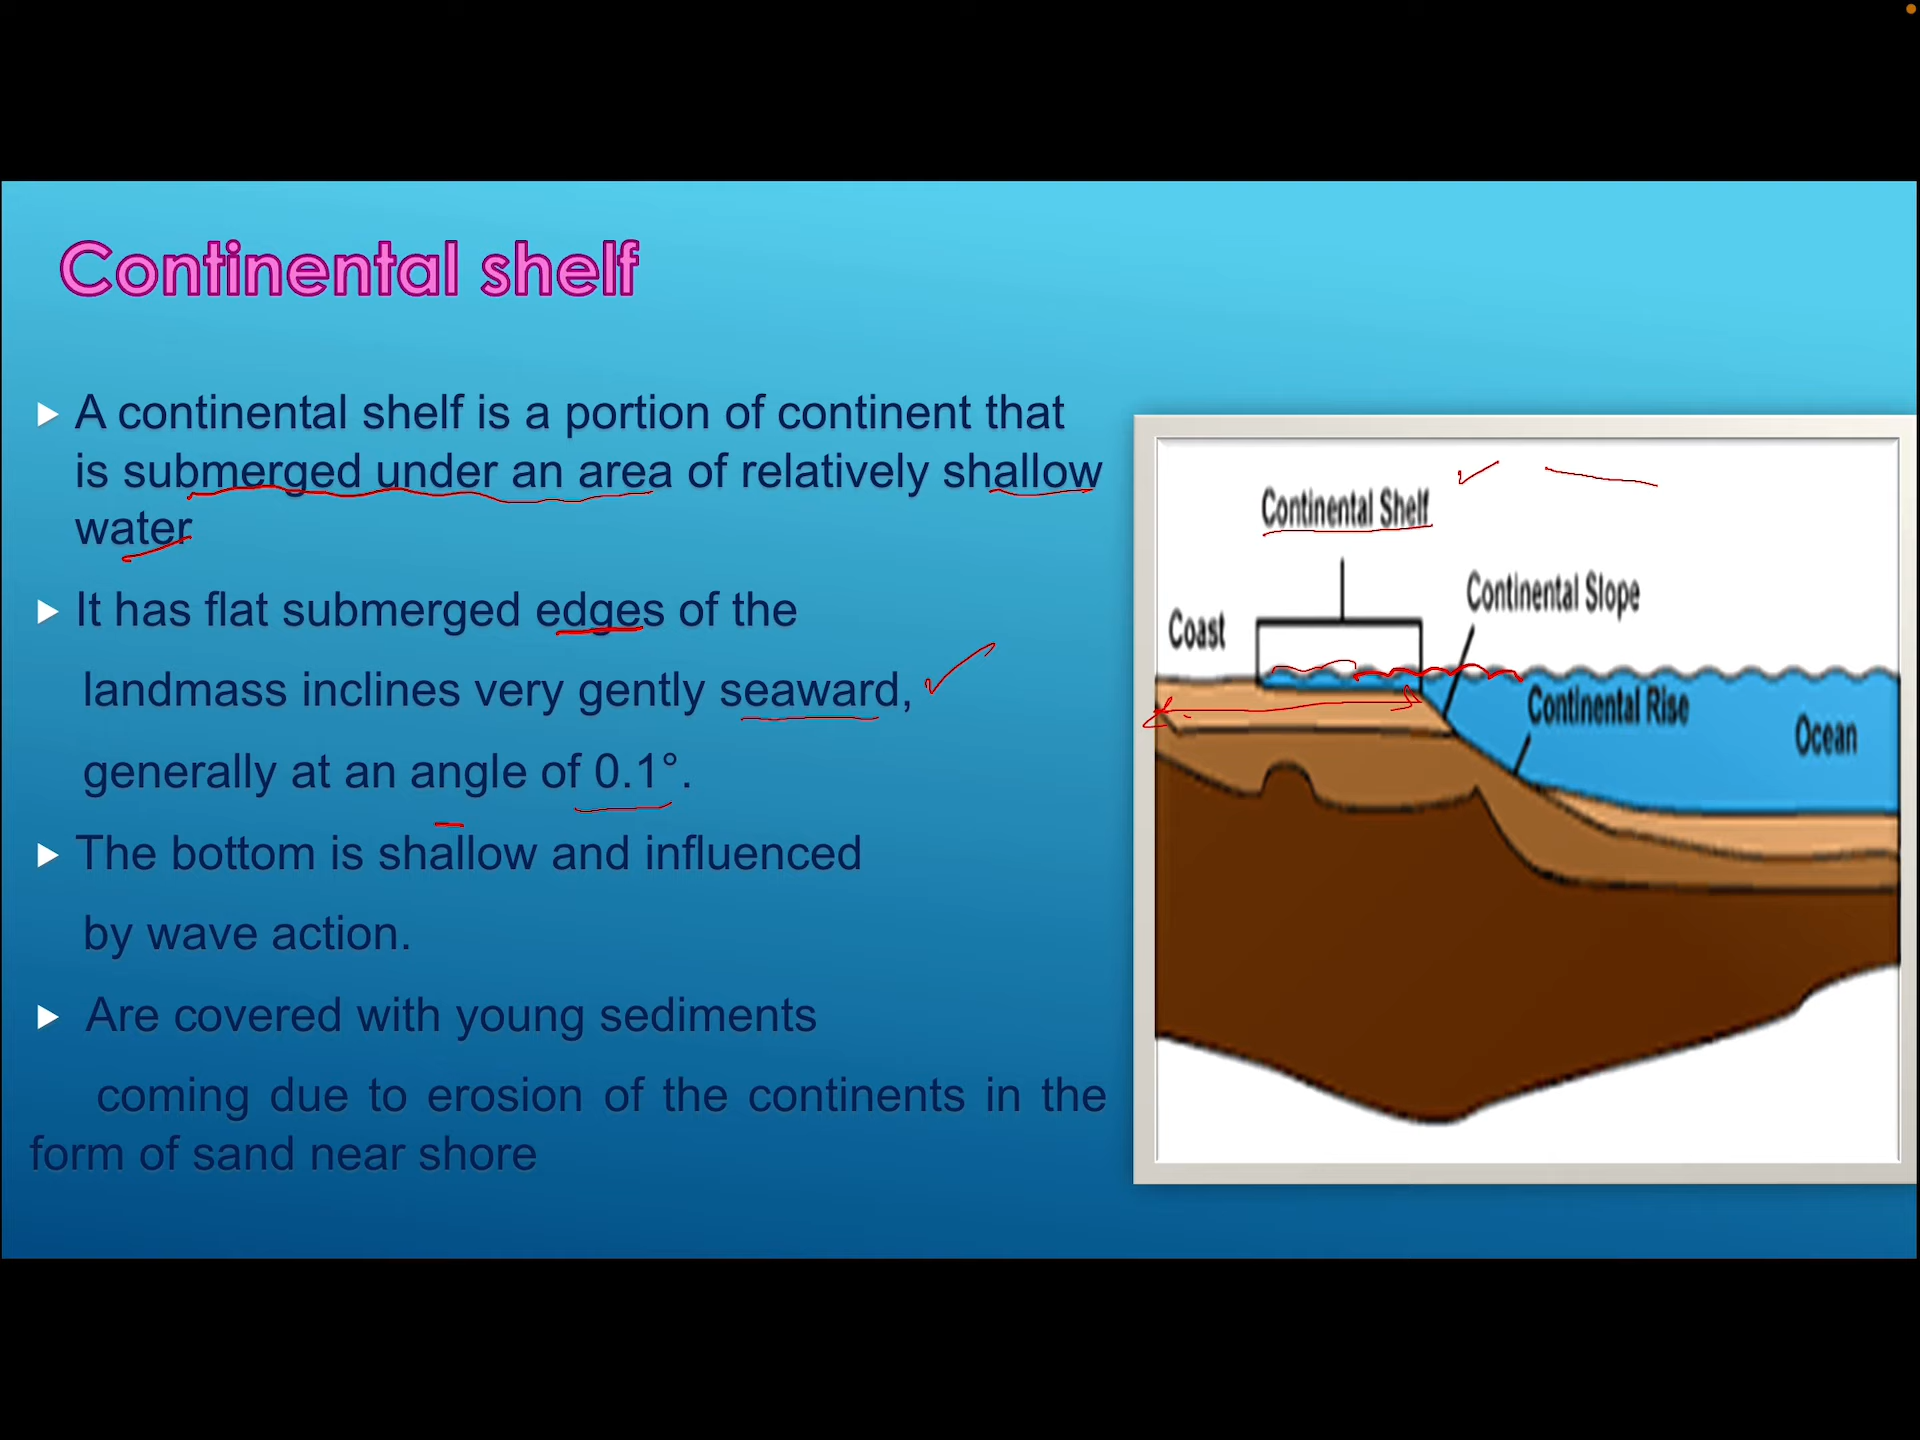 Continental shelf
A continental shelf is a portion of continent that
is submerged under an area of relatively shallow
water
It has flat submerged edges of the
landmass inclines very gently seaward,
generally at an angle of 0.1°.
The bottom is shallow and influenced
by wave action.
Are covered with young sediments
coming due to erosion of the continents in the
form of sand near shore
Continental Shelf
Continental Slope
Coast
Continental Rise
Ocean